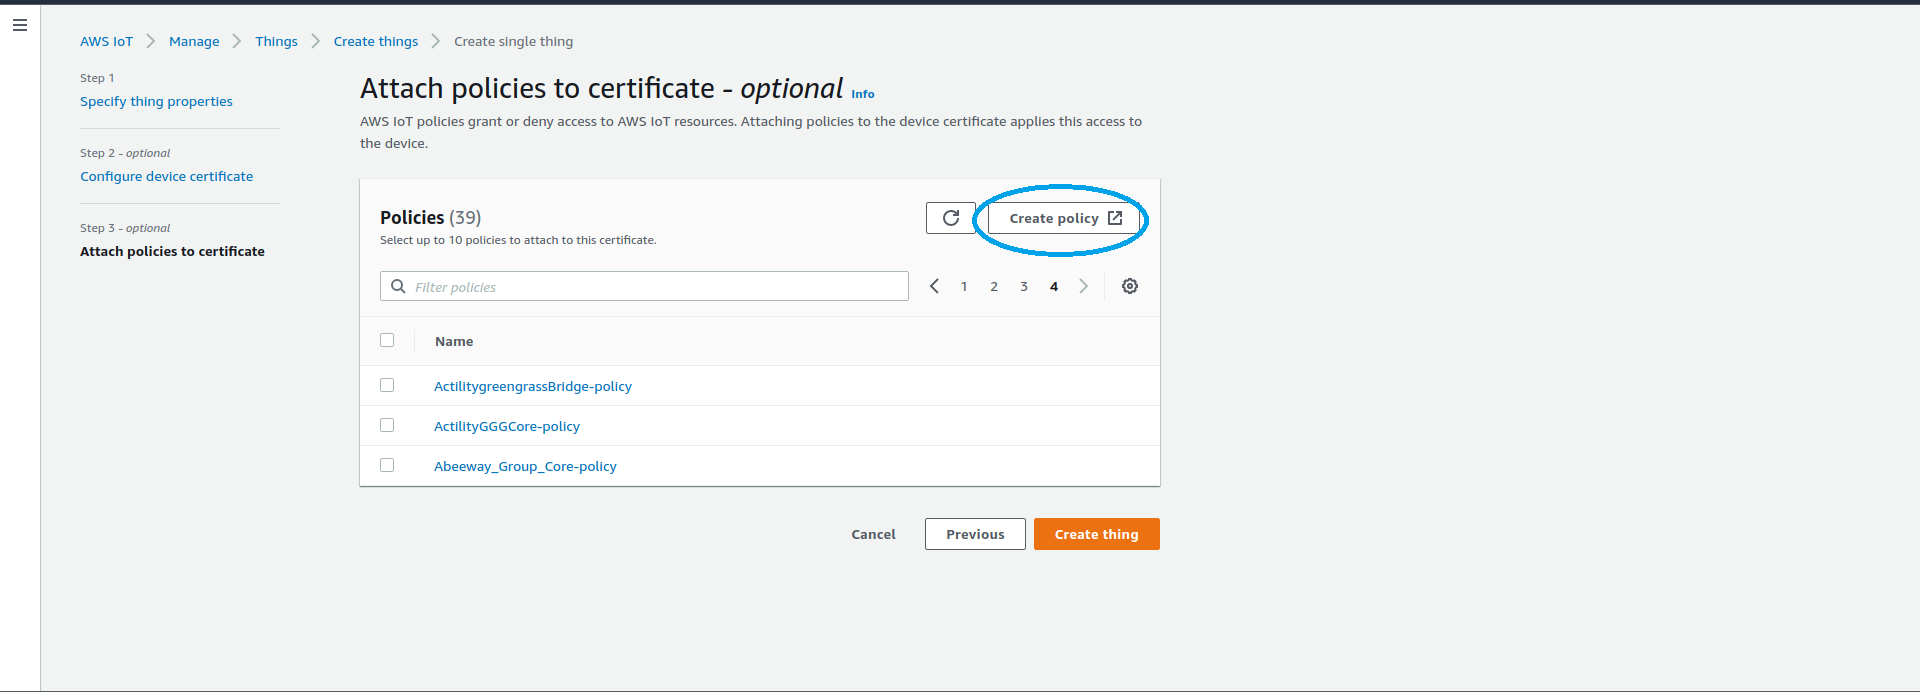 AWS IoT > Manage > Things > Create things > Create single thing
Step 1
Specify thing properties
Step 2 - optional
Configure device certificate
Step 3 - optional
Attach policies to certificate
Attach policies to certificate - optional Info
AWS IoT policies grant or deny access to AWS IoT resources. Attaching policies to the device certificate applies this access to
the device.
Policies (39)
Select up to 10 policies to attach to this certificate.
Create policy
Filter policies
1 2 3 4
Name
ActilitygreengrassBridge-policy
ActilityGGGCore-policy
Abeeway_Group_Core-policy
Cancel Previous Create thing